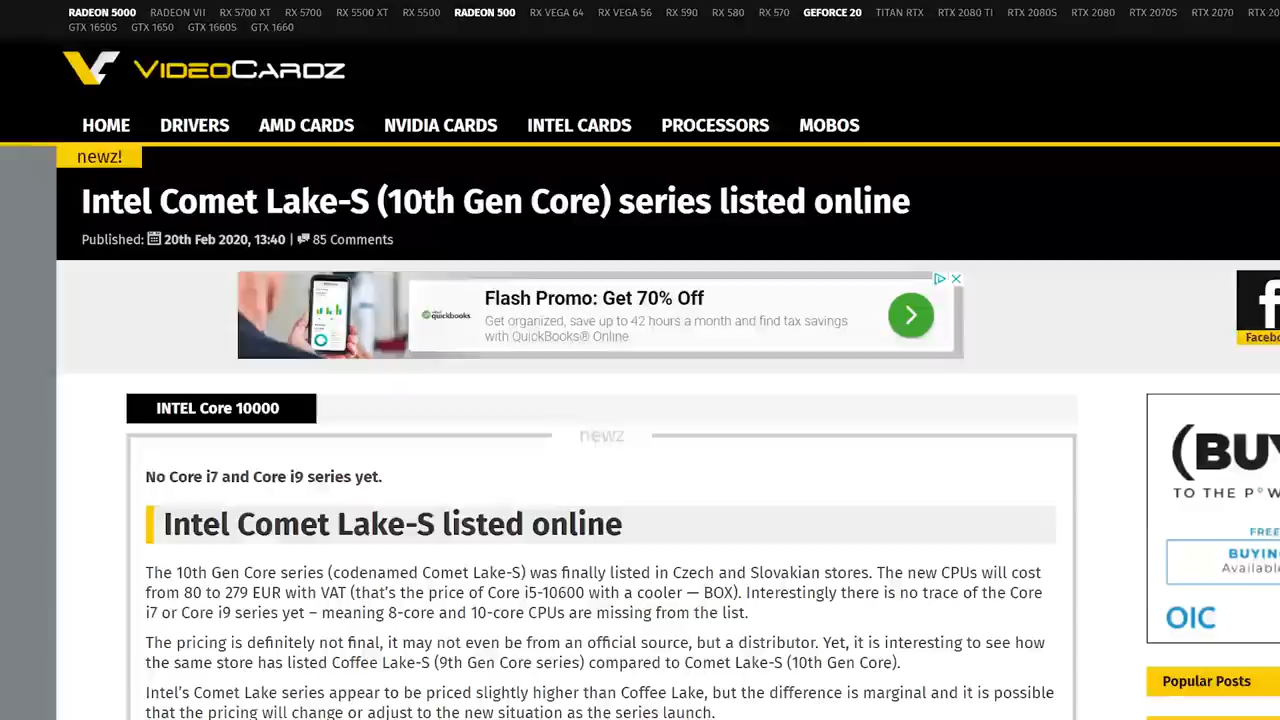 RADEON 5000 RADEON VII RX 5700 XT RX 5700 RX 5500 XT RX 5500 RADEON 500 RX VEGA 64 RX VEGA 56 RX 590 RX 580 RX 570 GEFORCE 20 TITAN RTX RTX 2080 TI RTX 2080S RTX 2080 RTX 2070S RTX 2070 RTX 20
GTX 1650S GTX 1650 GTX 1660S GTX 1660
VIDEOCARDZ
HOME DRIVERS AMD CARDS NVIDIA CARDS INTEL CARDS PROCESSORS MOBOS
newz!
Intel Comet Lake-S (10th Gen Core) series listed online
Published: 20th Feb 2020, 13:40 | 85 Comments
Flash Promo: Get 70% Off
quickbooks
Get organized, save up to 42 hours a month and find tax savings
with QuickBooks® Online
Facebo
INTEL Core 10000
newz
No Core i7 and Core i9 series yet.
Intel Comet Lake-S listed online
The 10th Gen Core series (codenamed Comet Lake-S) was finally listed in Czech and Slovakian stores. The new CPUs will cost
from 80 to 279 EUR with VAT (that's the price of Core i5-10600 with a cooler — BOX). Interestingly there is no trace of the Core
i7 or Core i9 series yet – meaning 8-core and 10-core CPUs are missing from the list.
The pricing is definitely not final, it may not even be from an official source, but a distributor. Yet, it is interesting to see how
the same store has listed Coffee Lake-S (9th Gen Core series) compared to Comet Lake-S (10th Gen Core).
Intel's Comet Lake series appear to be priced slightly higher than Coffee Lake, but the difference is marginal and it is possible
that the pricing will change or adjust to the new situation as the series launch.
(BUY
TO THE P°W
FREE
BUYIN
Availabl
OIC
Popular Posts